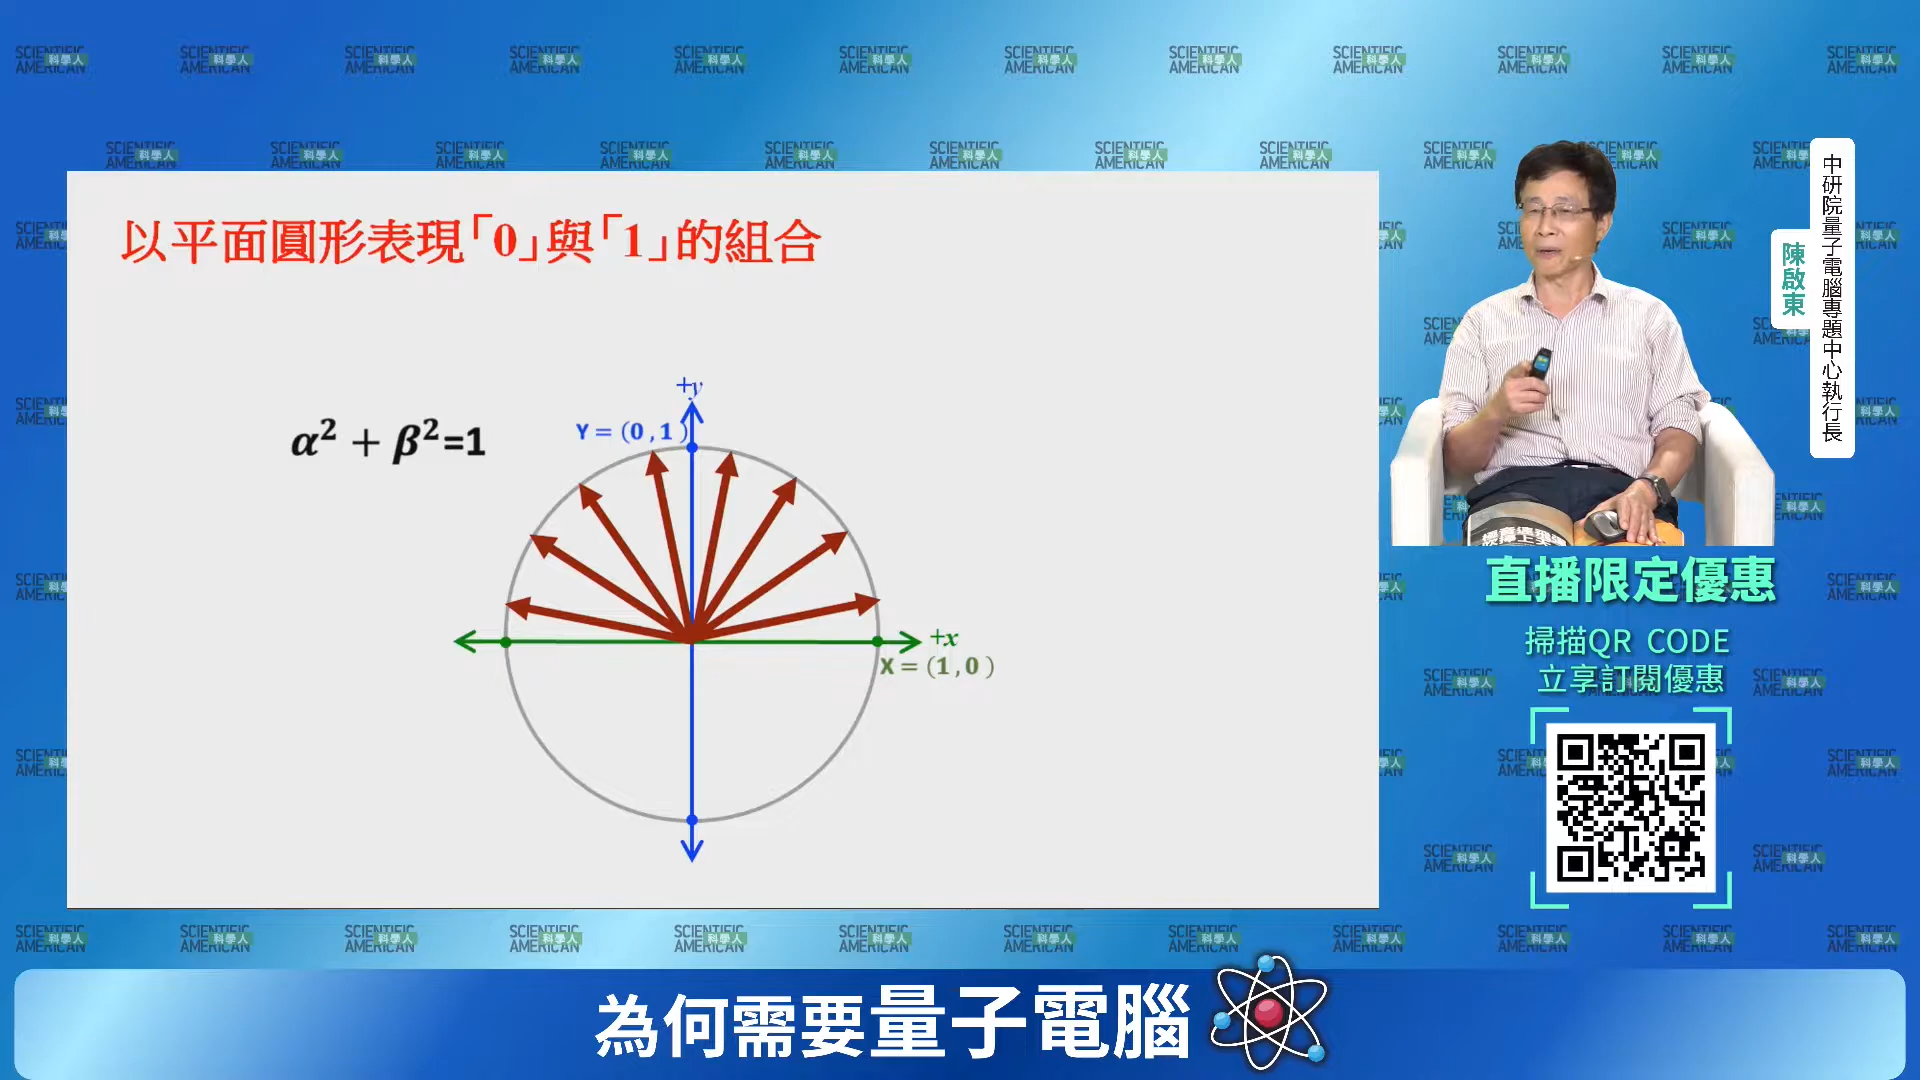 以平面圓形表現「0」與「1」的組合
α² + β²=1
+y
Y = (0 , 1 )
+x
X = (1 , 0 )
中研院量子電腦專題中心執行長
陳啟東
直播限定優惠
掃描QR CODE
立享訂閱優惠
為何需要量子電腦
SCIENTIFIC AMERICAN 科學人